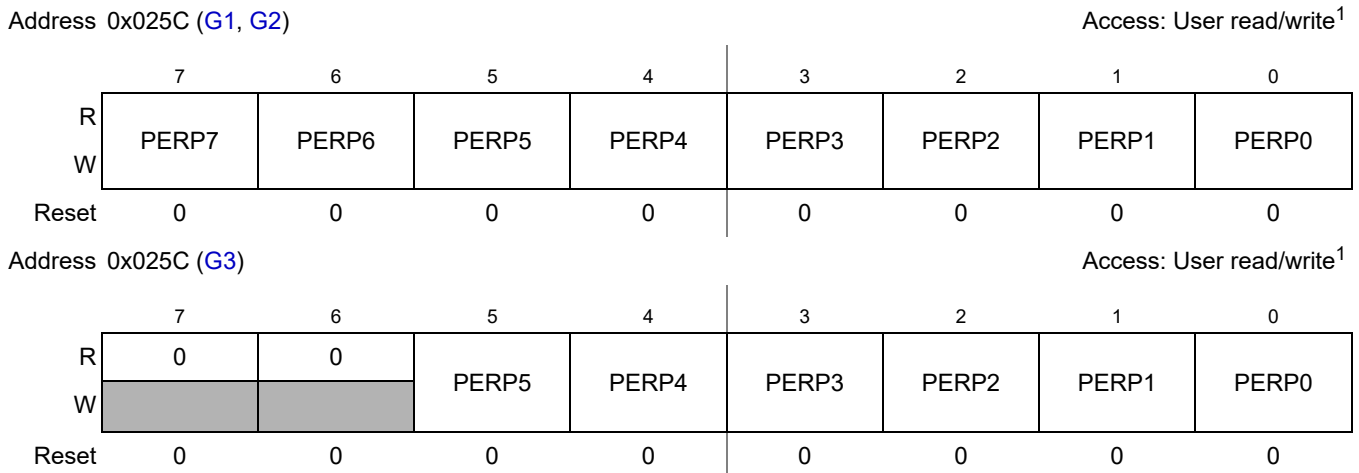 Address 0x025C (G1, G2) Access: User read/write1
7 6 5 4 3 2 1 0
R
PERP7 PERP6 PERP5 PERP4 PERP3 PERP2 PERP1 PERP0
W
Reset 0 0 0 0 0 0 0 0
Address 0x025C (G3) Access: User read/write1
7 6 5 4 3 2 1 0
R 0 0
PERP5 PERP4 PERP3 PERP2 PERP1 PERP0
W
Reset 0 0 0 0 0 0 0 0